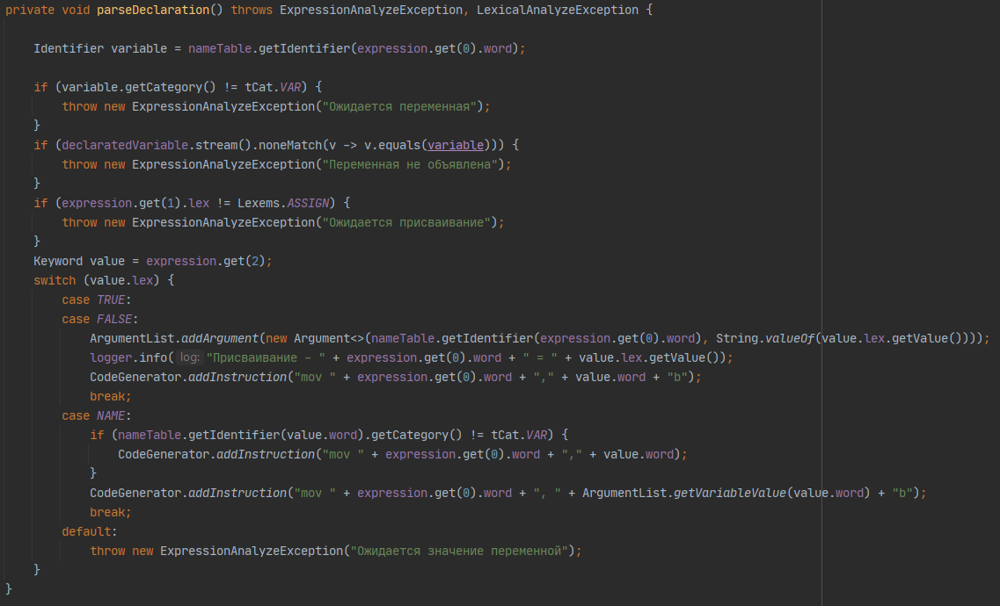 private void parseDeclaration() throws ExpressionAnalyzeException, LexicalAnalyzeException {
Identifier variable = nameTable.getIdentifier(expression.get(0).word);
if (variable.getCategory() != tCat.VAR) {
throw new ExpressionAnalyzeException("Ожидается переменная");
}
if (declaratedVariable.stream().noneMatch(v -> v.equals(variable))) {
throw new ExpressionAnalyzeException("Переменная не объявлена");
}
if (expression.get(1).lex != Lexems.ASSIGN) {
throw new ExpressionAnalyzeException("Ожидается присваивание");
}
Keyword value = expression.get(2);
switch (value.lex) {
case TRUE:
case FALSE:
ArgumentList.addArgument(new Argument<>(nameTable.getIdentifier(expression.get(0).word), String.valueOf(value.lex.getValue())));
logger.info( log: "Присваивание - " + expression.get(0).word + " = " + value.lex.getValue());
CodeGenerator.addInstruction("mov " + expression.get(0).word + "," + value.word + "b");
break;
case NAME:
if (nameTable.getIdentifier(value.word).getCategory() != tCat.VAR) {
CodeGenerator.addInstruction("mov " + expression.get(0).word + "," + value.word);
}
CodeGenerator.addInstruction("mov " + expression.get(0).word + ", " + ArgumentList.getVariableValue(value.word) + "b");
break;
default:
throw new ExpressionAnalyzeException("Ожидается значение переменной");
}
}